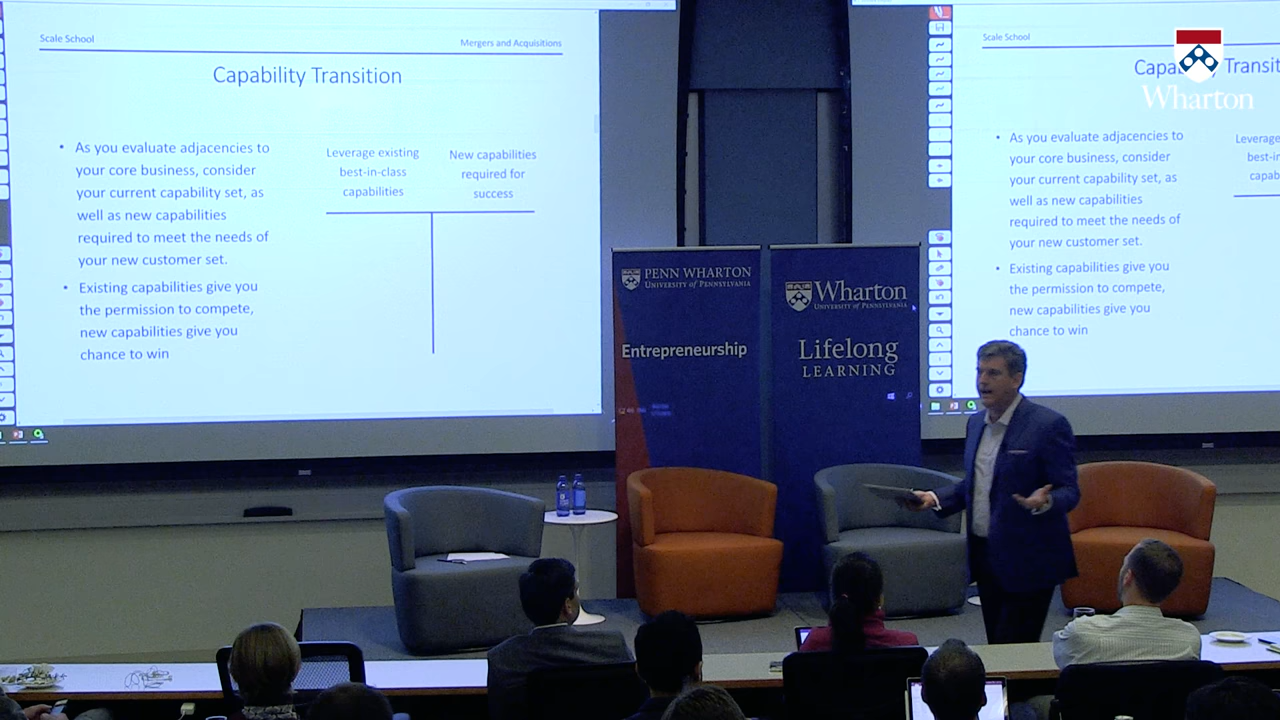 Scale School
Mergers and Acquisitions
Capability Transition
• As you evaluate adjacencies to
your core business, consider
your current capability set, as
well as new capabilities
required to meet the needs of
your new customer set.
• Existing capabilities give you
the permission to compete,
new capabilities give you
chance to win
Leverage existing
best-in-class
capabilities
New capabilities
required for
success
Scale School
Capa
Transit
Wharton
• As you evaluate adjacencies to
your core business, consider
your current capability set, as
well as new capabilities
required to meet the needs of
your new customer set.
• Existing capabilities give you
the permission to compete,
new capabilities give you
chance to win
Leverage
best-in
capab
PENN WHARTON
UNIVERSITY of PENNSYLVANIA
Entrepreneurship
Wharton
UNIVERSITY of PENNSYLVANIA
Lifelong
LEARNING